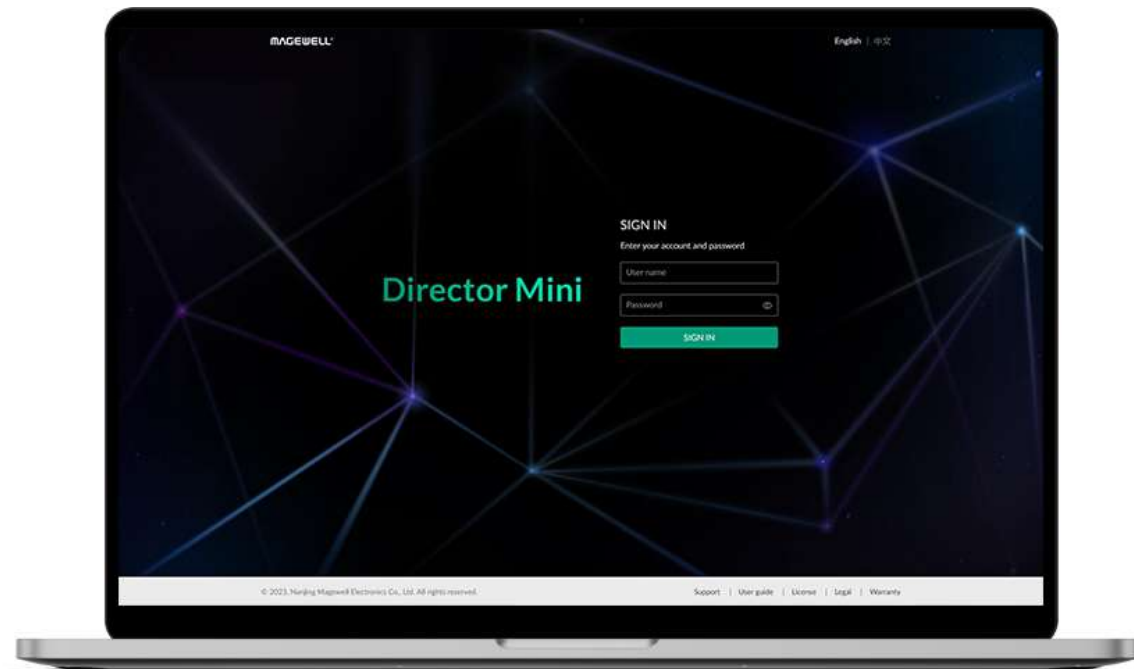 MAGEWELL®
English | 中文
SIGN IN
Enter your account and password
Director Mini
User name
Password
SIGN IN
© 2023, Nanjing Magewell Electronics Co., Ltd. All rights reserved.
Support | User guide | License | Legal | Warranty